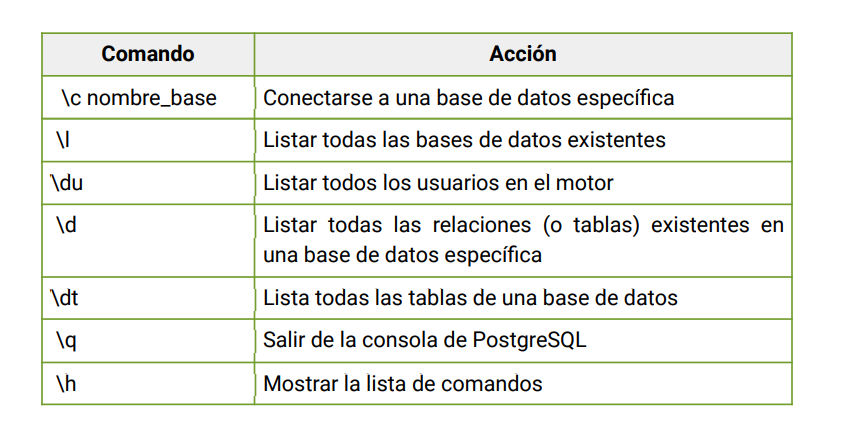 Comando Acción
\c nombre_base Conectarse a una base de datos específica
\l Listar todas las bases de datos existentes
\du Listar todos los usuarios en el motor
\d Listar todas las relaciones (o tablas) existentes en
una base de datos específica
\dt Lista todas las tablas de una base de datos
\q Salir de la consola de PostgreSQL
\h Mostrar la lista de comandos